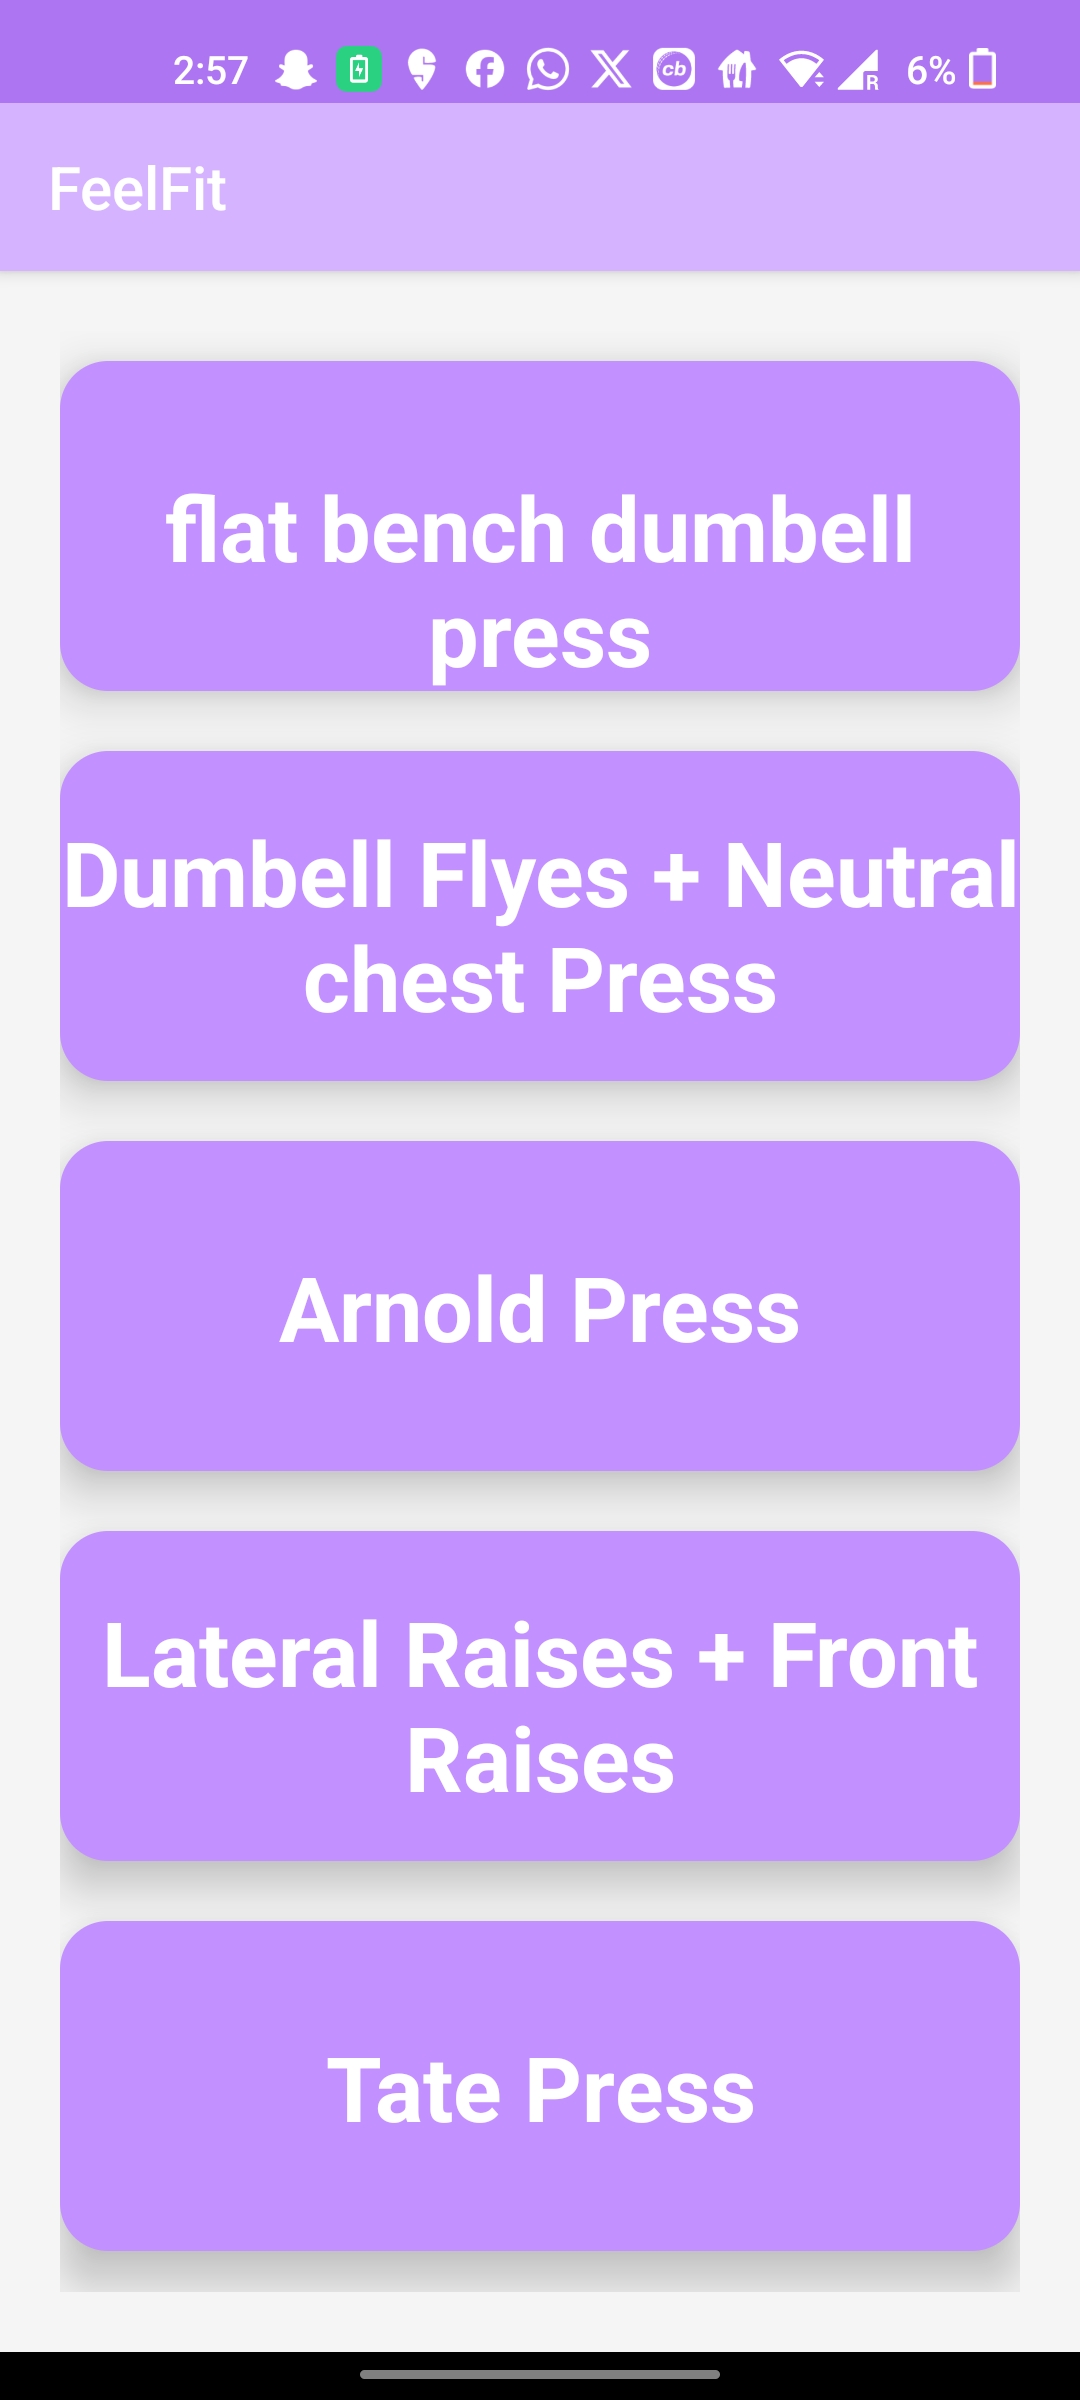 2:57 cb R 6%
FeelFit
flat bench dumbell
press
Dumbell Flyes + Neutral
chest Press
Arnold Press
Lateral Raises + Front
Raises
Tate Press